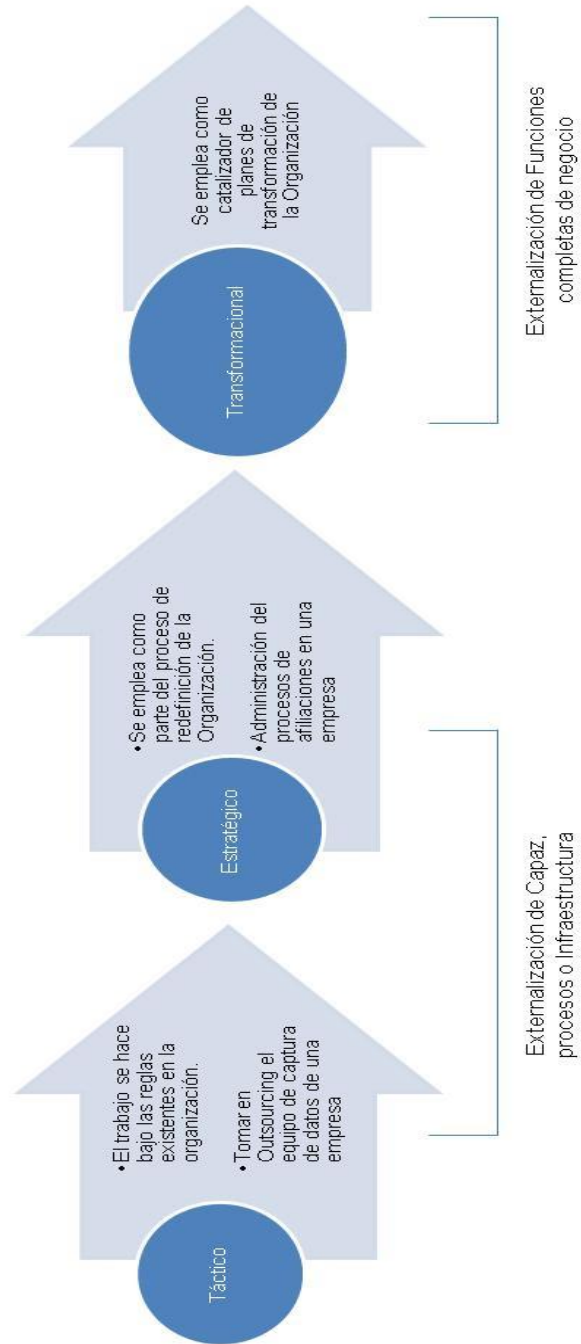 Táctico
•El trabajo se hace
bajo las reglas
existentes en la
organización.
•Tomar en
Outsourcing el
equipo de captura
de datos de una
empresa
Estratégico
•Se emplea como
parte del proceso de
redefinición de la
Organización.
•Administración del
procesos de
afiliaciones en una
empresa
Transformacional
Se emplea como
catalizador de
planes de
transformación de
la Organización
Externalización de Capaz,
procesos o Infraestructura
Externalización de Funciones
completas de negocio